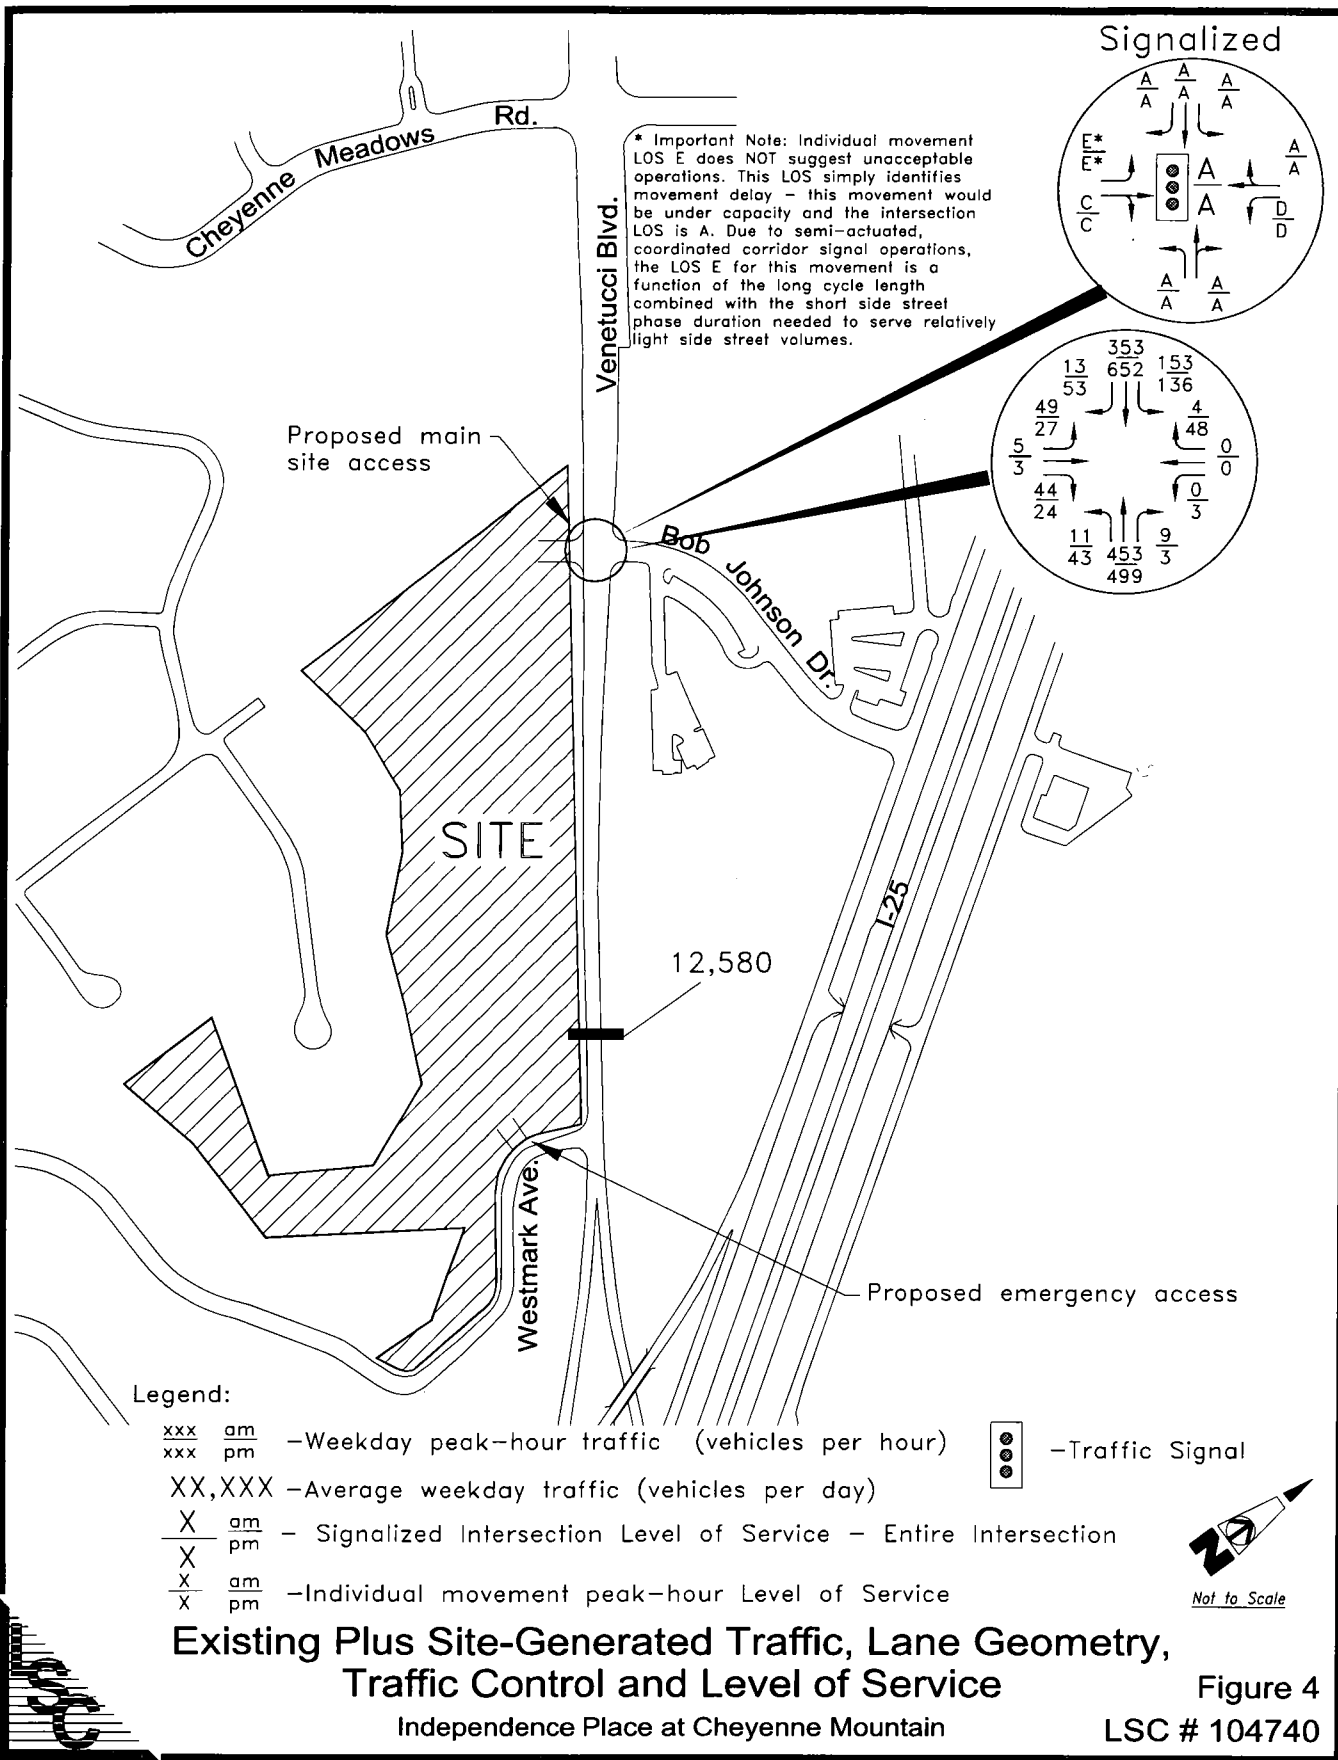 Signalized
A A A
A A A
E*
E*
A
A
A
A
C
C
D
D
A A
A A
Cheyenne Meadows Rd.
* Important Note: Individual movement
LOS E does NOT suggest unacceptable
operations. This LOS simply identifies
movement delay – this movement would
be under capacity and the intersection
LOS is A. Due to semi-actuated,
coordinated corridor signal operations,
the LOS E for this movement is a
function of the long cycle length
combined with the short side street
phase duration needed to serve relatively
light side street volumes.
Venetucci Blvd.
353
652
13
53
153
136
49
27
4
48
5
3
0
0
44
24
0
3
11
43
453
499
9
3
Proposed main
site access
Bob Johnson Dr.
SITE
I-25
12,580
Westmark Ave.
Proposed emergency access
Legend:
xxx am
xxx pm
–Weekday peak-hour traffic (vehicles per hour)
–Traffic Signal
XX,XXX –Average weekday traffic (vehicles per day)
X am
X pm
– Signalized Intersection Level of Service – Entire Intersection
X am
X pm
–Individual movement peak-hour Level of Service
N
Not to Scale
LSC
Existing Plus Site-Generated Traffic, Lane Geometry,
Traffic Control and Level of Service
Independence Place at Cheyenne Mountain
Figure 4
LSC # 104740